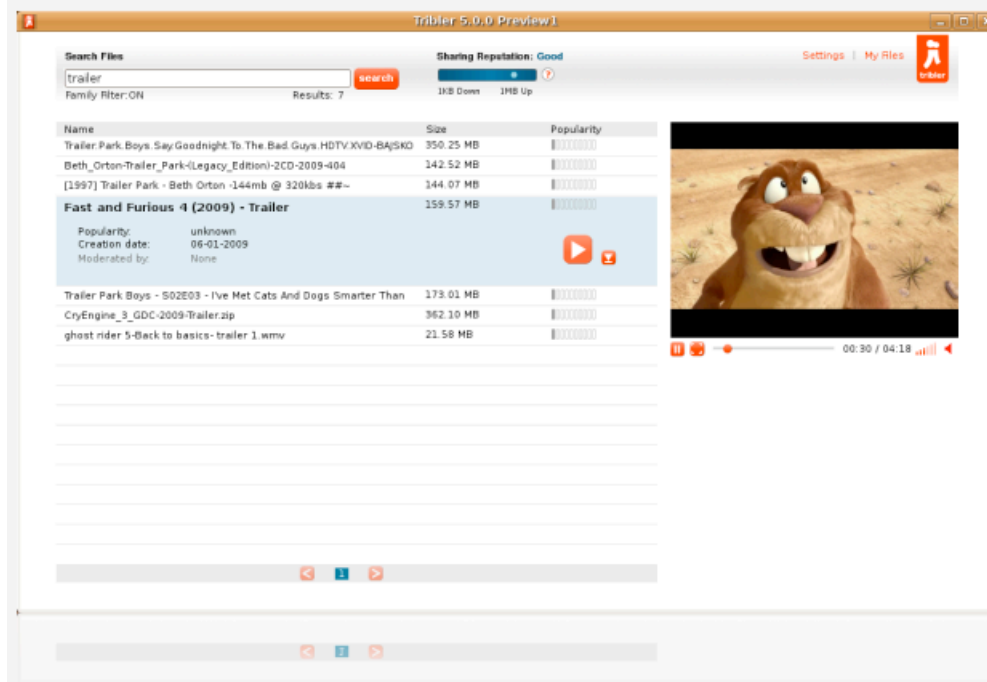 Tribler 5.0.0 Preview1
Search Files
Sharing Reputation: Good
Settings | My Files
tribler
trailer
search
?
Family Filter:ON
Results: 7
1KB Down
1MB Up
Name Size Popularity
Trailer.Park.Boys.Say.Goodnight.To.The.Bad.Guys.HDTV.XVID-BAJSKO 350.25 MB
Beth_Orton-Trailer_Park-(Legacy_Edition)-2CD-2009-404 142.52 MB
[1997] Trailer Park - Beth Orton -144mb @ 320kbs ##~ 144.07 MB
Fast and Furious 4 (2009) - Trailer 159.57 MB
Popularity: unknown
Creation date: 06-01-2009
Moderated by: None
Trailer Park Boys - S02E03 - I've Met Cats And Dogs Smarter Than 173.01 MB
CryEngine_3_GDC-2009-Trailer.zip 362.10 MB
ghost rider 5-Back to basics- trailer 1.wmv 21.58 MB
00:30 / 04:18
< 1 >
< 1 >